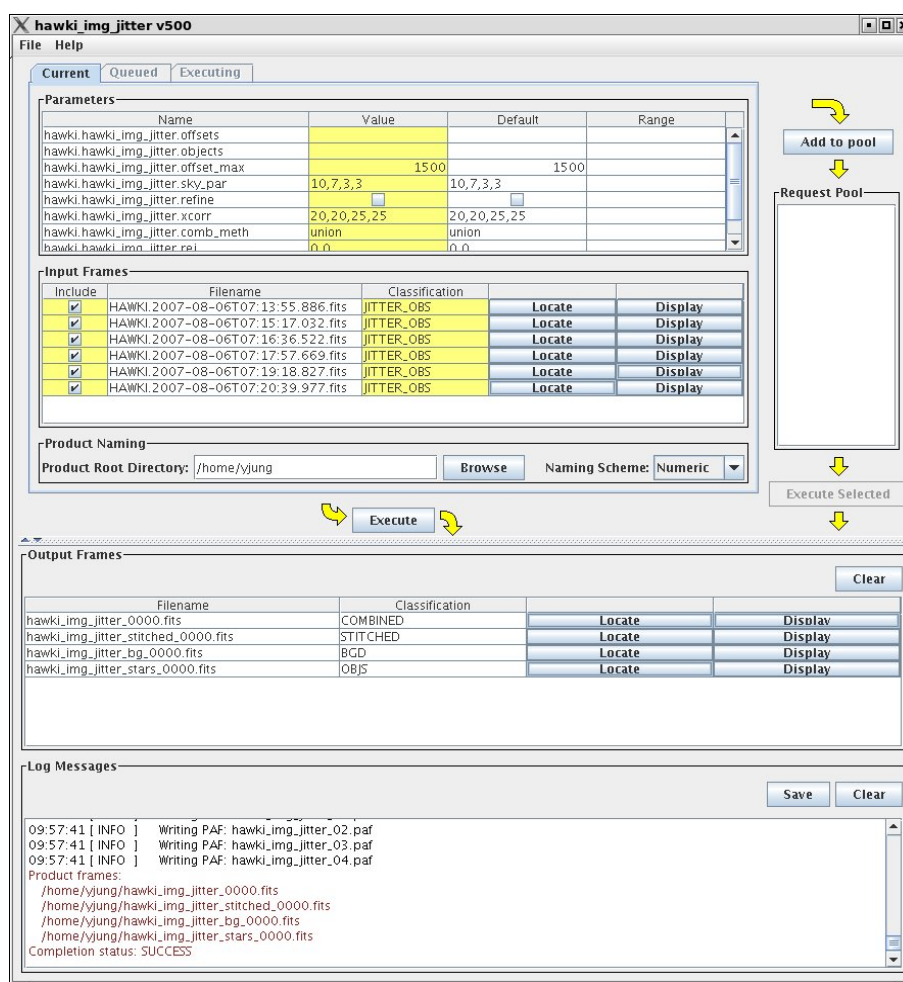 hawki_img_jitter v500
File Help
Current Queued Executing
Parameters
Name Value Default Range
hawki.hawki_img_jitter.offsets
hawki.hawki_img_jitter.objects
hawki.hawki_img_jitter.offset_max 1500 1500
hawki.hawki_img_jitter.sky_par 10,7,3,3 10,7,3,3
hawki.hawki_img_jitter.refine
hawki.hawki_img_jitter.xcorr 20,20,25,25 20,20,25,25
hawki.hawki_img_jitter.comb_meth union union
hawki.hawki_img_jitter.rej 0,0 0,0
Add to pool
Request Pool
Input Frames
Include Filename Classification
HAWKI.2007-08-06T07:13:55.886.fits JITTER_OBS Locate Display
HAWKI.2007-08-06T07:15:17.032.fits JITTER_OBS Locate Display
HAWKI.2007-08-06T07:16:36.522.fits JITTER_OBS Locate Display
HAWKI.2007-08-06T07:17:57.669.fits JITTER_OBS Locate Display
HAWKI.2007-08-06T07:19:18.827.fits JITTER_OBS Locate Display
HAWKI.2007-08-06T07:20:39.977.fits JITTER_OBS Locate Display
Product Naming
Product Root Directory: /home/yjung Browse Naming Scheme: Numeric
Execute Selected
Execute
Output Frames
Clear
Filename Classification
hawki_img_jitter_0000.fits COMBINED Locate Display
hawki_img_jitter_stitched_0000.fits STITCHED Locate Display
hawki_img_jitter_bg_0000.fits BGD Locate Display
hawki_img_jitter_stars_0000.fits OBJS Locate Display
Log Messages
Save Clear
09:57:41 [ INFO ] Writing PAF: hawki_img_jitter_02.paf
09:57:41 [ INFO ] Writing PAF: hawki_img_jitter_03.paf
09:57:41 [ INFO ] Writing PAF: hawki_img_jitter_04.paf
Product frames:
/home/yjung/hawki_img_jitter_0000.fits
/home/yjung/hawki_img_jitter_stitched_0000.fits
/home/yjung/hawki_img_jitter_bg_0000.fits
/home/yjung/hawki_img_jitter_stars_0000.fits
Completion status: SUCCESS